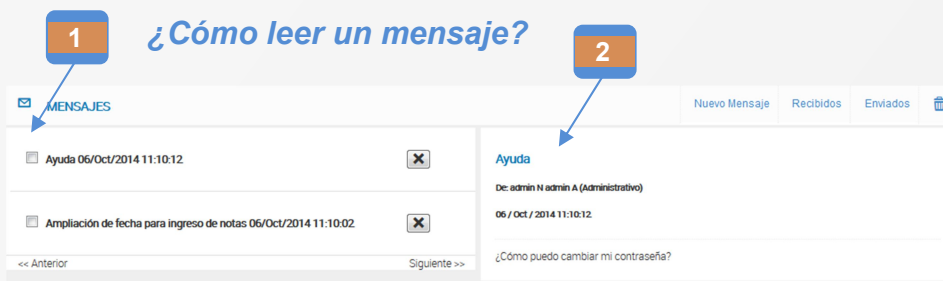 1
¿Cómo leer un mensaje?
2
MENSAJES
Nuevo Mensaje Recibidos Enviados
Ayuda 06/Oct/2014 11:10:12
Ampliación de fecha para ingreso de notas 06/Oct/2014 11:10:02
<< Anterior Siguiente >>
Ayuda
De: admin N admin A (Administrativo)
06 / Oct / 2014 11:10:12
¿Cómo puedo cambiar mi contraseña?